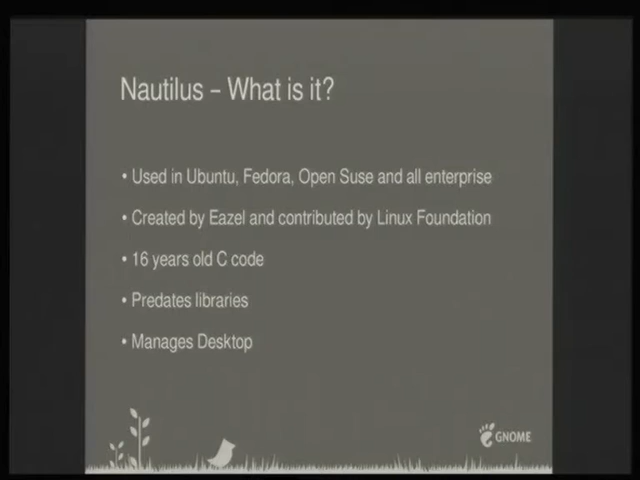 Nautilus – What is it?
• Used in Ubuntu, Fedora, Open Suse and all enterprise
• Created by Eazel and contributed by Linux Foundation
• 16 years old C code
• Predates libraries
• Manages Desktop
GNOME